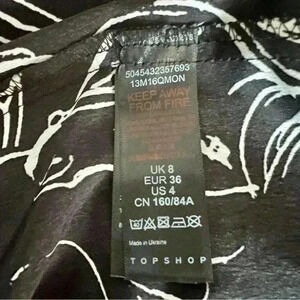 5045432357693
13M16QMON
KEEP AWAY
FROM FIRE
UK 8
EUR 36
US 4
CN 160/84A
Made in Ukraine
TOPSHOP